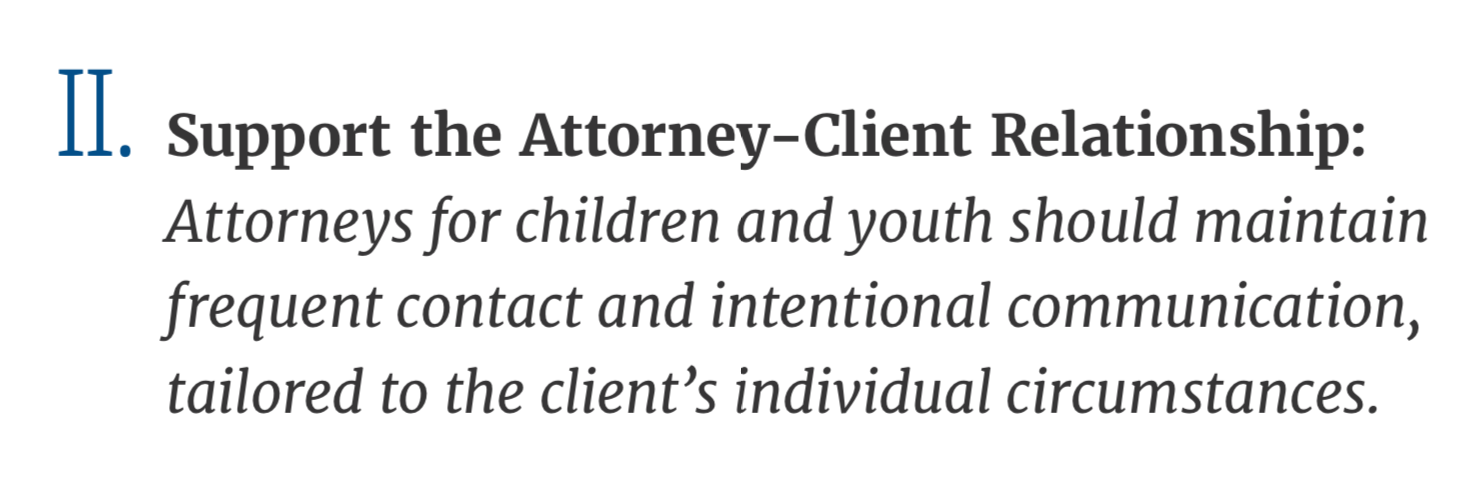 II. Support the Attorney–Client Relationship:
Attorneys for children and youth should maintain
frequent contact and intentional communication,
tailored to the client’s individual circumstances.